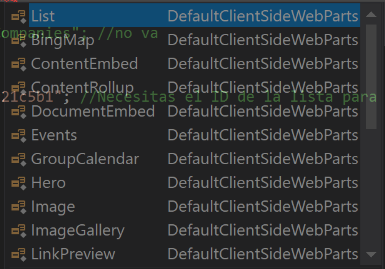 List DefaultClientSideWebParts
ompanies"; //no va
BingMap DefaultClientSideWebParts
ContentEmbed DefaultClientSideWebParts
ContentRollup DefaultClientSideWebParts
21c5b1"; //Necesitas el ID de la lista para
DocumentEmbed DefaultClientSideWebParts
Events DefaultClientSideWebParts
GroupCalendar DefaultClientSideWebParts
Hero DefaultClientSideWebParts
Image DefaultClientSideWebParts
ImageGallery DefaultClientSideWebParts
LinkPreview DefaultClientSideWebParts